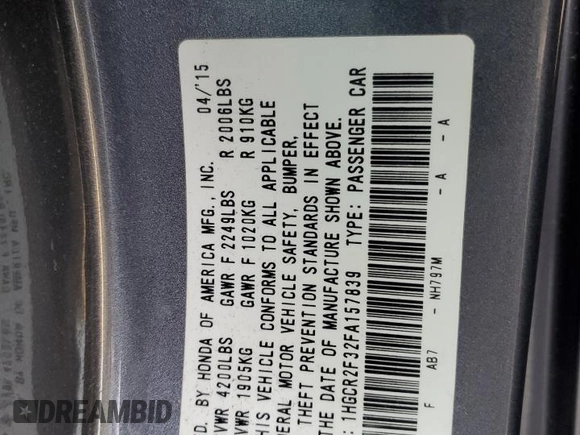 D. BY HONDA OF AMERICA MFG., INC. 04/'15
VWR 4200LBS GAWR F 2249LBS R 2006LBS
VWR 1905KG GAWR F 1020KG R 910KG
HIS VEHICLE CONFORMS TO ALL APPLICABLE
ERAL MOTOR VEHICLE SAFETY, BUMPER,
THEFT PREVENTION STANDARDS IN EFFECT
THE DATE OF MANUFACTURE SHOWN ABOVE.
: 1HGCR2F32FA157839 TYPE: PASSENGER CAR
F AB7 - NH797M - A - A
RIDESAFELY